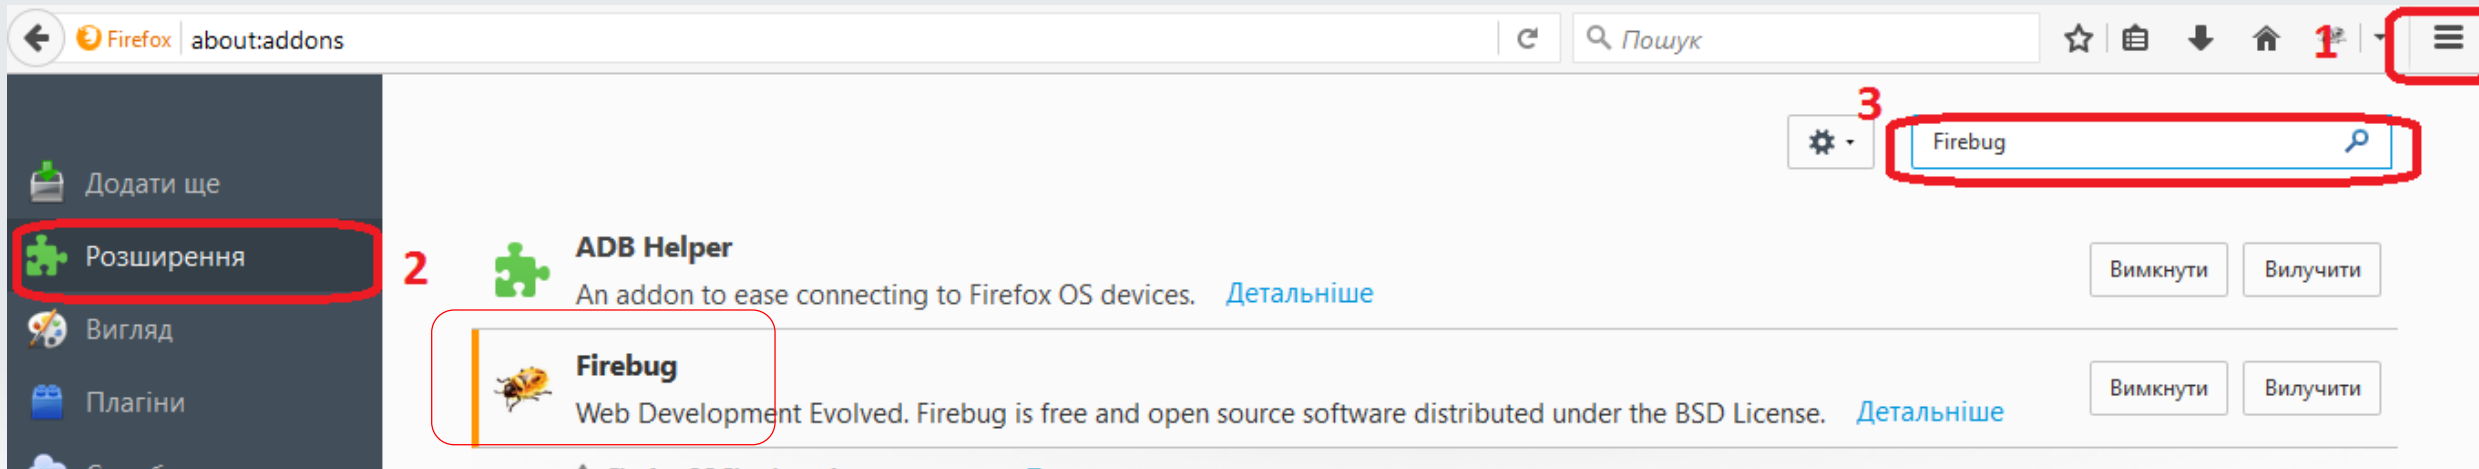 Firefox about:addons Пошук 1
3
Firebug
Додати ще
Розширення
2
ADB Helper
An addon to ease connecting to Firefox OS devices. Детальніше
Вимкнути Вилучити
Вигляд
Firebug
Web Development Evolved. Firebug is free and open source software distributed under the BSD License. Детальніше
Вимкнути Вилучити
Плагіни